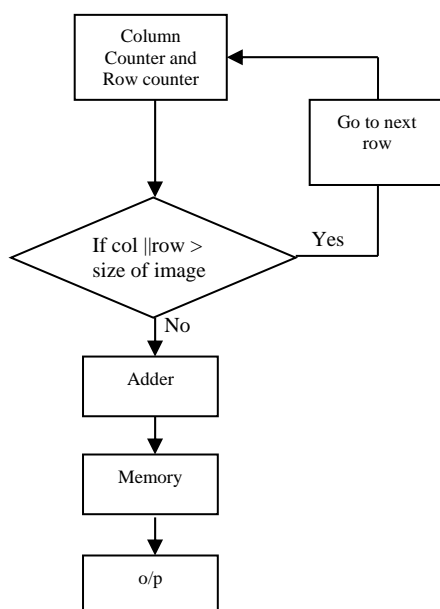 Column
Counter and
Row counter
Go to next
row
If col ||row >
size of image
Yes
No
Adder
Memory
o/p